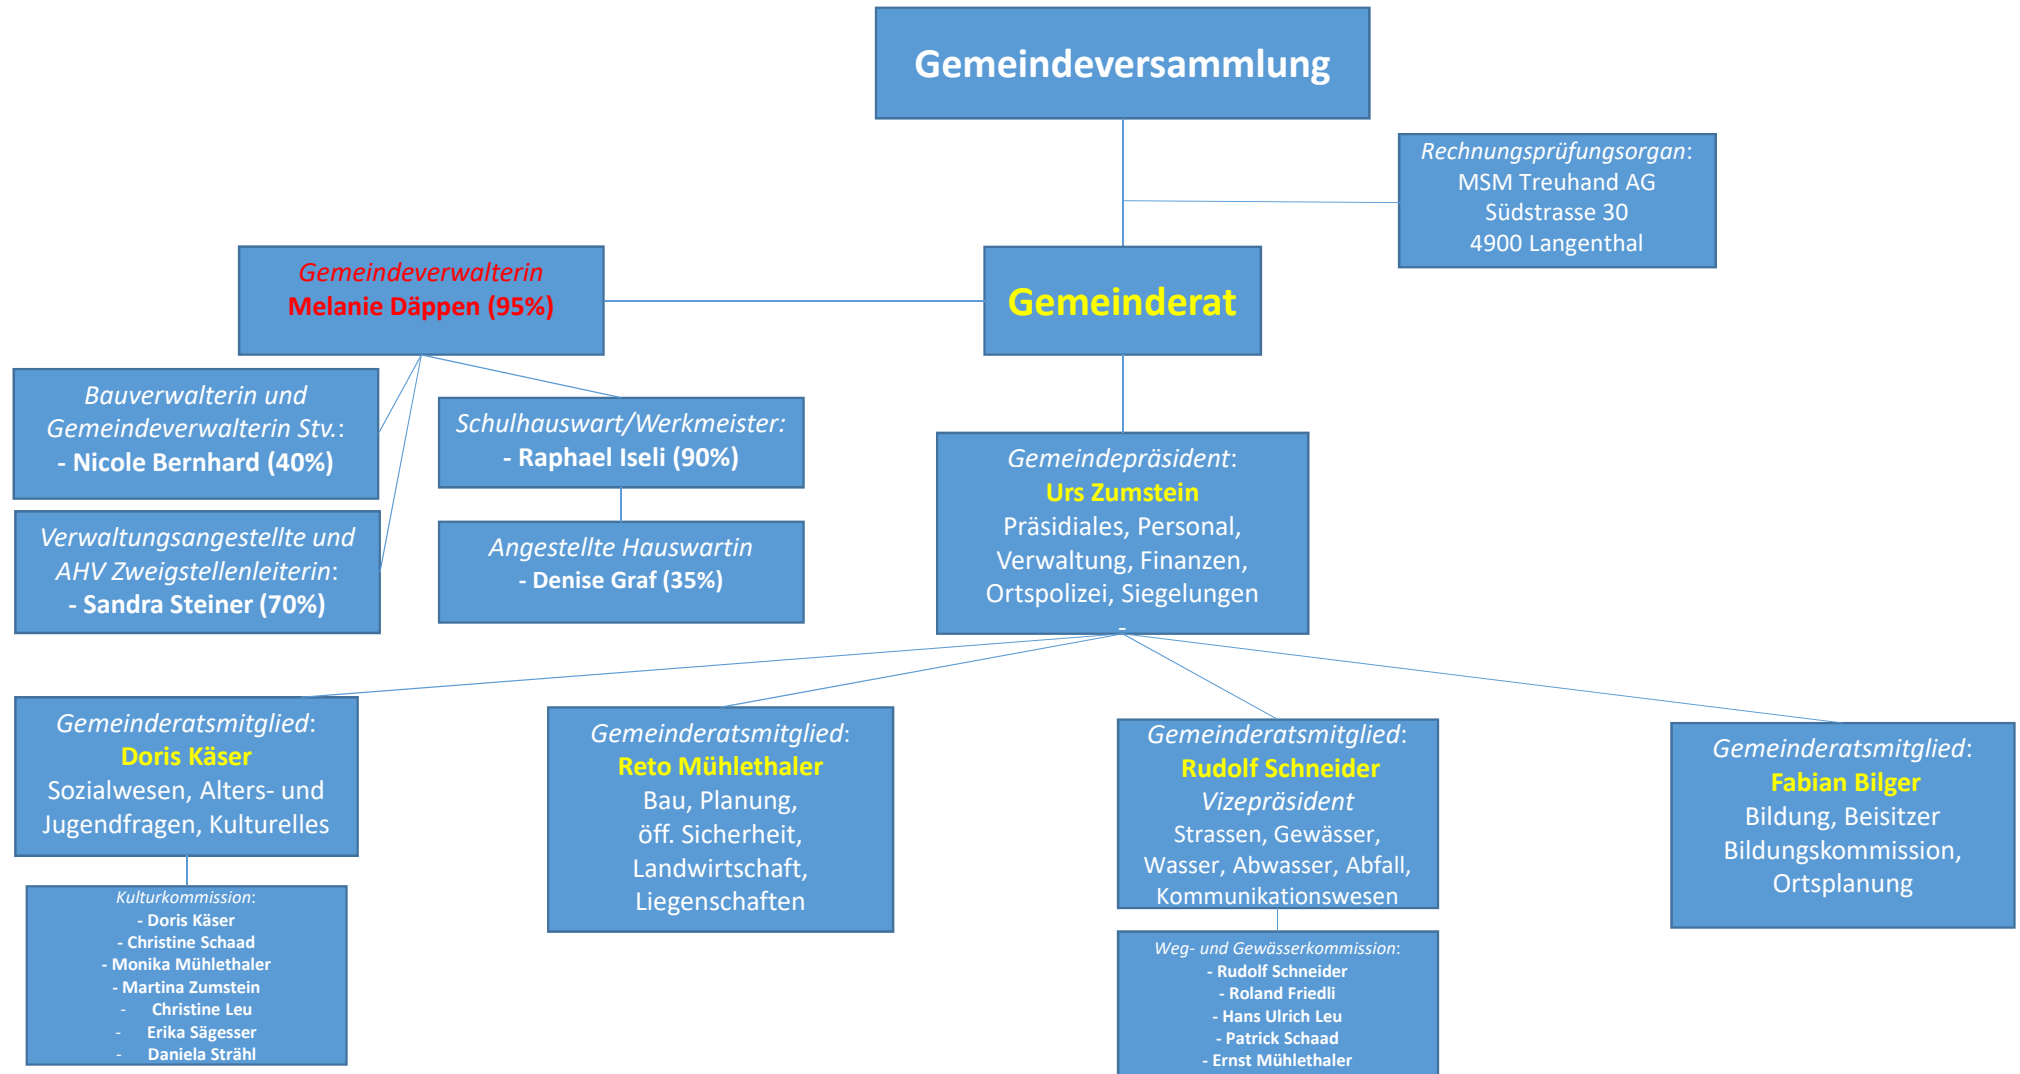 Gemeindeversammlung
Rechnungsprüfungsorgan:
MSM Treuhand AG
Südstrasse 30
4900 Langenthal
Gemeindeverwalterin
Melanie Däppen (95%)
Gemeinderat
Bauverwalterin und
Gemeindeverwalterin Stv.:
- Nicole Bernhard (40%)
Schulhauswart/Werkmeister:
- Raphael Iseli (90%)
Verwaltungsangestellte und
AHV Zweigstellenleiterin:
- Sandra Steiner (70%)
Angestellte Hauswartin
- Denise Graf (35%)
Gemeindepräsident:
Urs Zumstein
Präsidiales, Personal,
Verwaltung, Finanzen,
Ortspolizei, Siegelungen
-
Gemeinderatsmitglied:
Doris Käser
Sozialwesen, Alters- und
Jugendfragen, Kulturelles
Kulturkommission:
- Doris Käser
- Christine Schaad
- Monika Mühlethaler
- Martina Zumstein
- Christine Leu
- Erika Sägesser
- Daniela Strähl
Gemeinderatsmitglied:
Reto Mühlethaler
Bau, Planung,
öff. Sicherheit,
Landwirtschaft,
Liegenschaften
Gemeinderatsmitglied:
Rudolf Schneider
Vizepräsident
Strassen, Gewässer,
Wasser, Abwasser, Abfall,
Kommunikationswesen
Weg- und Gewässerkommission:
- Rudolf Schneider
- Roland Friedli
- Hans Ulrich Leu
- Patrick Schaad
- Ernst Mühlethaler
Gemeinderatsmitglied:
Fabian Bilger
Bildung, Beisitzer
Bildungskommission,
Ortsplanung